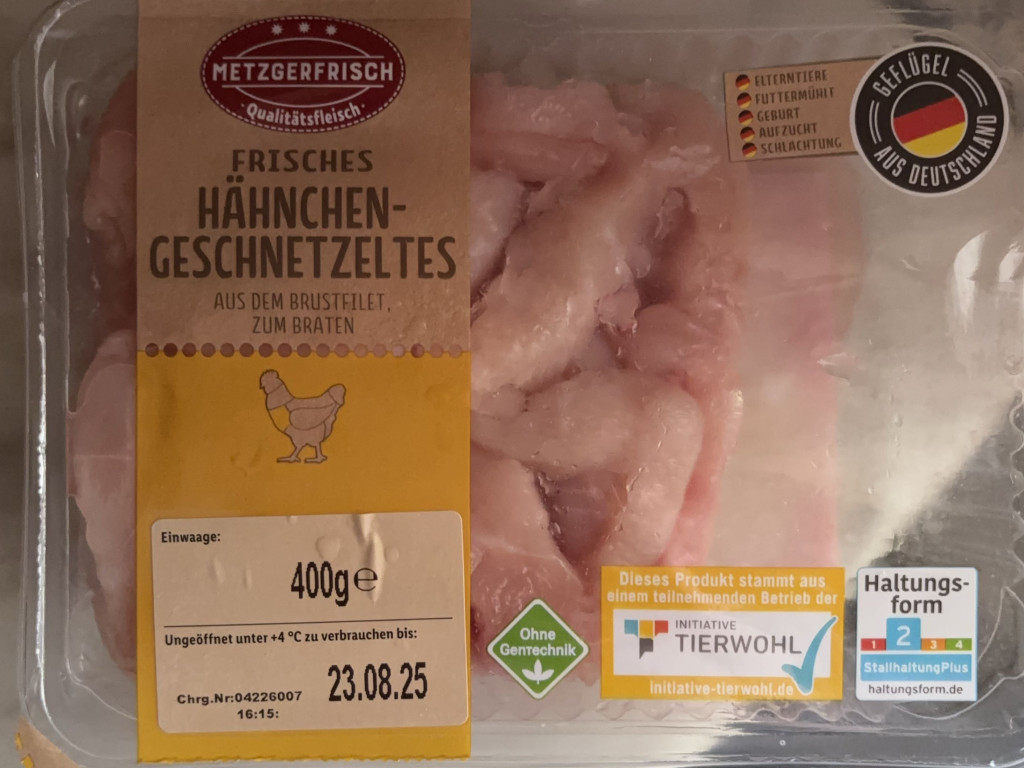 METZGERFRISCH
Qualitätsfleisch
FRISCHES
HÄHNCHEN-
GESCHNETZELTES
AUS DEM BRUSTFILET,
ZUM BRATEN
Einwaage:
400g ℮
Ungeöffnet unter +4 °C zu verbrauchen bis:
23.08.25
Chrg.Nr:04226007
16:15:
ELTERNTIERE
FUTTERMÜHLE
GEBURT
AUFZUCHT
SCHLACHTUNG
GEFLÜGEL
AUS DEUTSCHLAND
Ohne
GenTechnik
Dieses Produkt stammt aus
einem teilnehmenden Betrieb der
INITIATIVE
TIERWOHL
initiative-tierwohl.de
Haltungs-
form
1 2 3 4
StallhaltungPlus
haltungsform.de